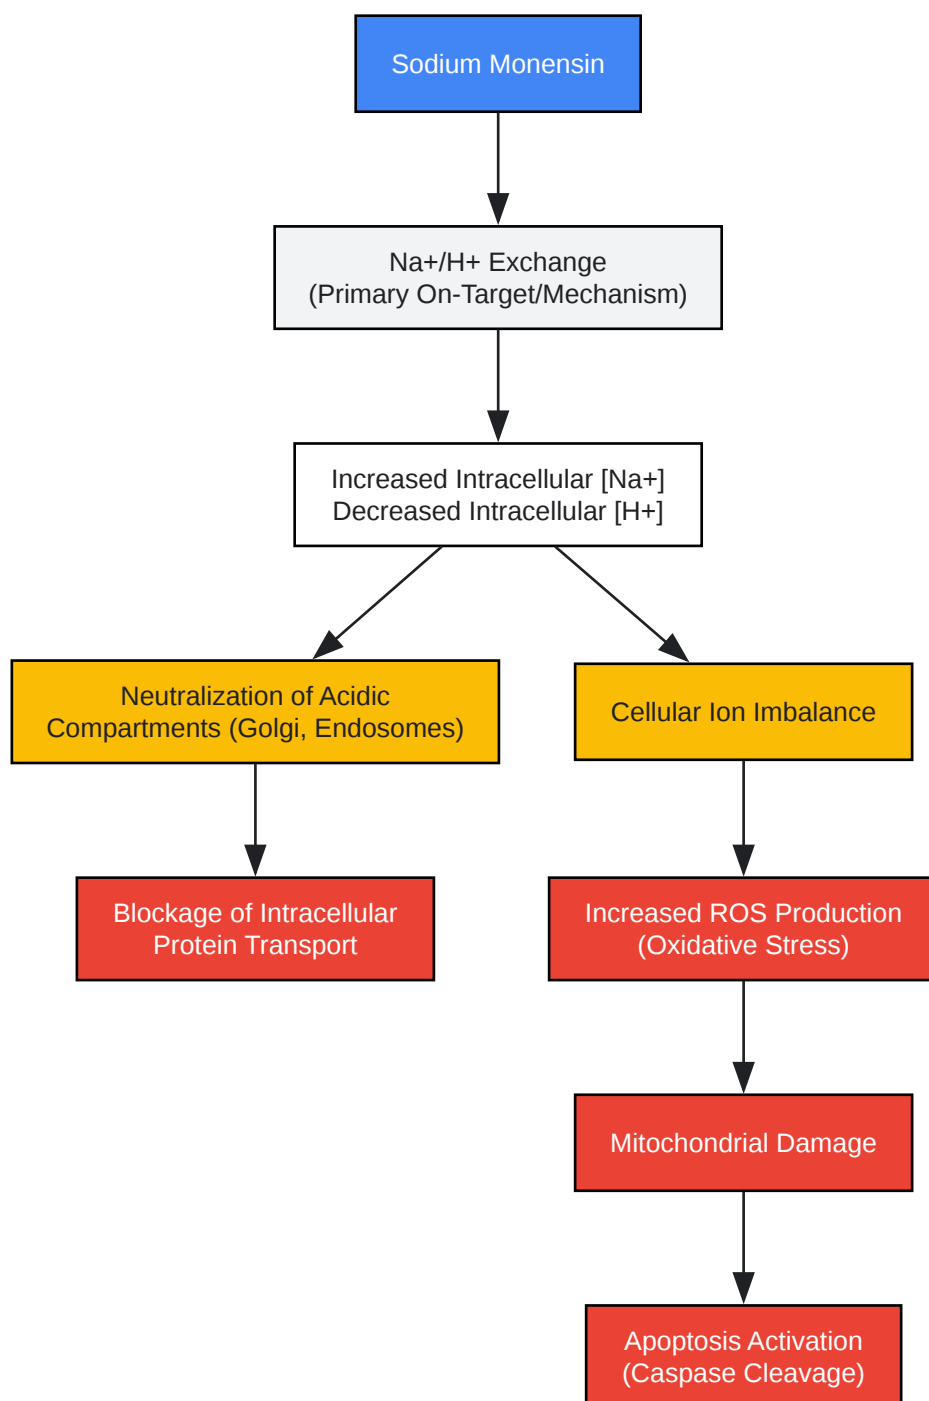 Sodium Monensin
Na+/H+ Exchange
(Primary On-Target/Mechanism)
Increased Intracellular [Na+]
Decreased Intracellular [H+]
Neutralization of Acidic
Compartments (Golgi, Endosomes)
Cellular Ion Imbalance
Blockage of Intracellular
Protein Transport
Increased ROS Production
(Oxidative Stress)
Mitochondrial Damage
Apoptosis Activation
(Caspase Cleavage)